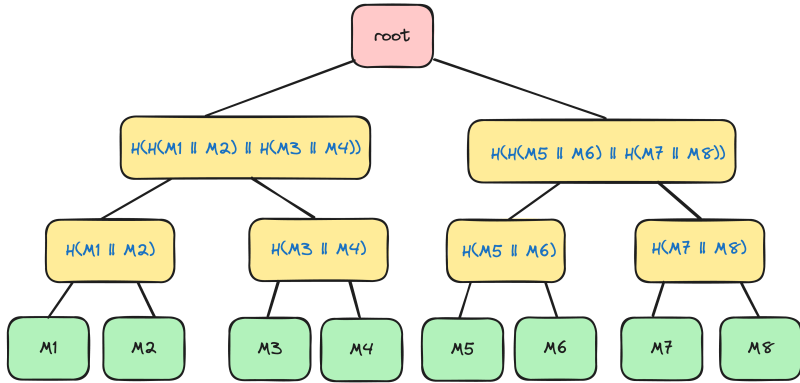 root
H(H(M1 || M2) || H(M3 || M4))
H(H(M5 || M6) || H(M7 || M8))
H(M1 || M2)
H(M3 || M4)
H(M5 || M6)
H(M7 || M8)
M1
M2
M3
M4
M5
M6
M7
M8